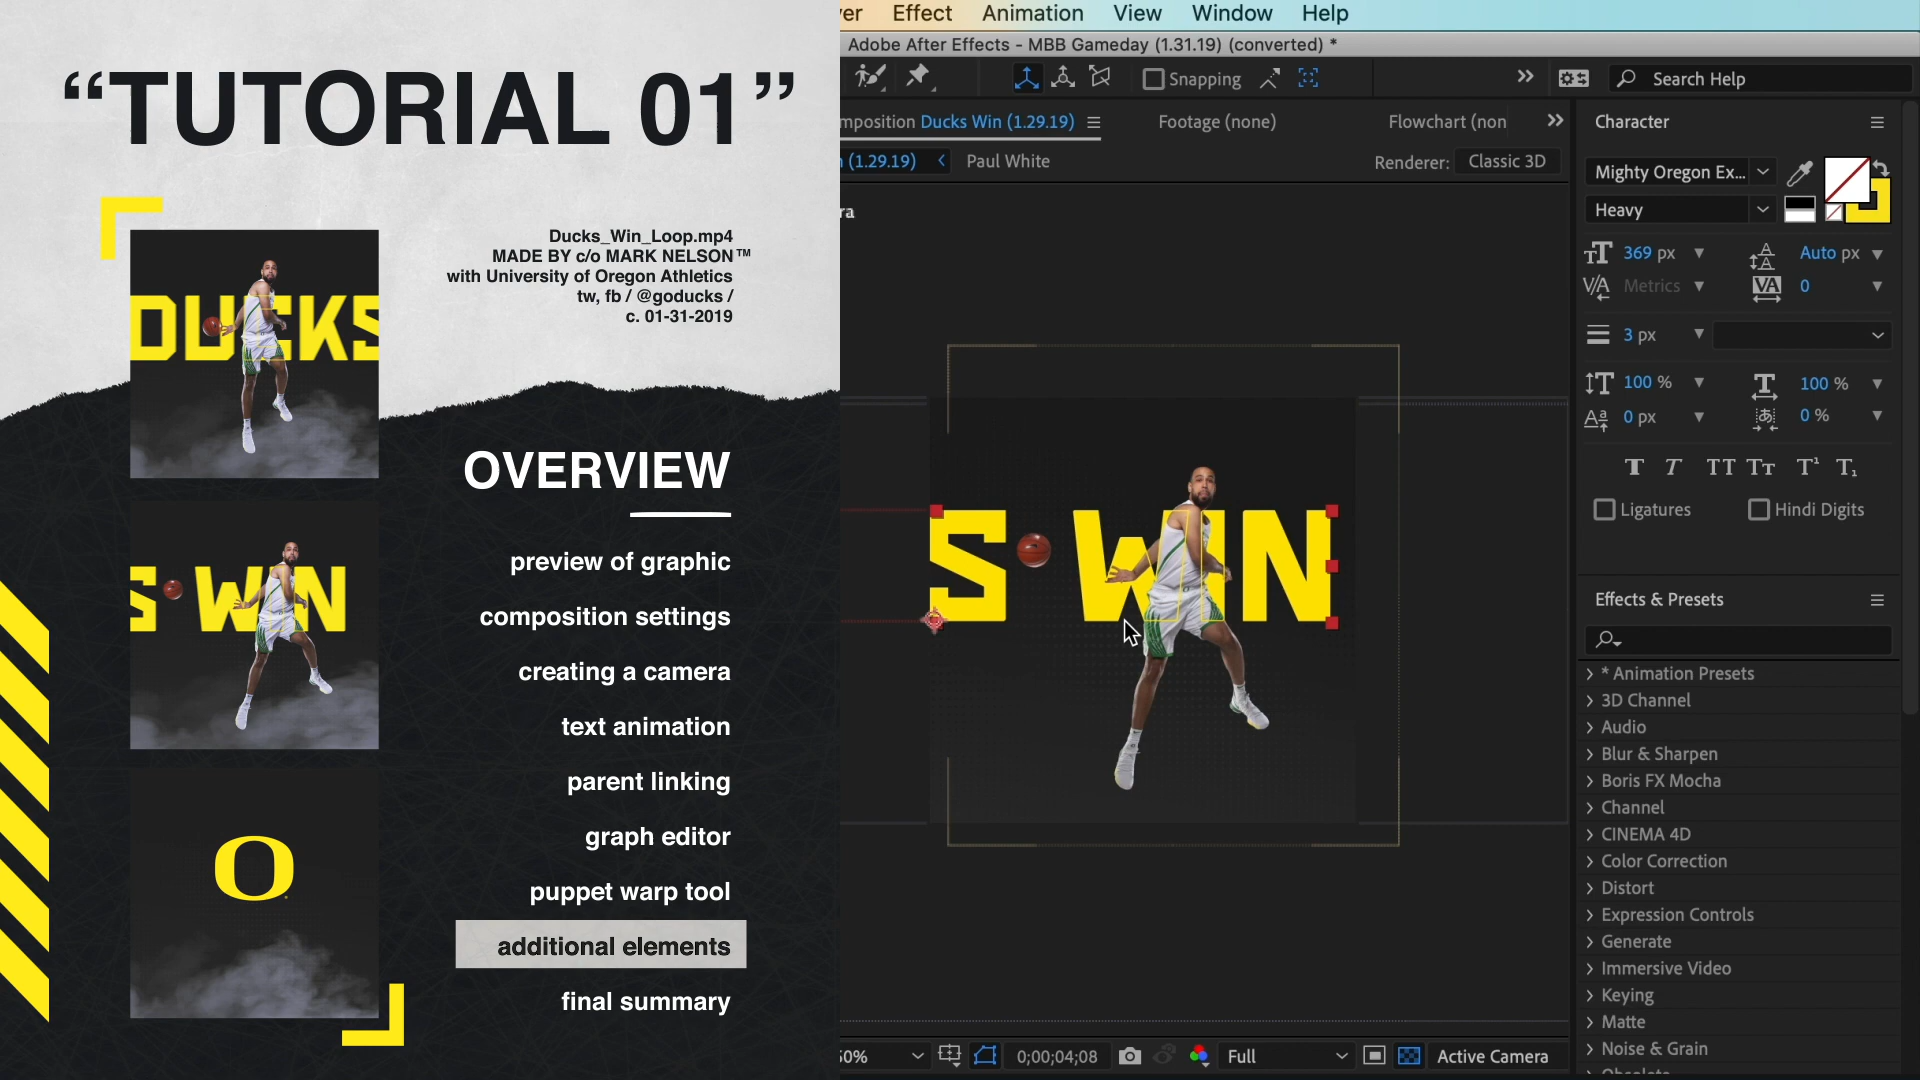 “TUTORIAL 01”
Ducks_Win_Loop.mp4
MADE BY c/o MARK NELSON™
with University of Oregon Athletics
tw, fb / @goducks /
c. 01-31-2019
DUCKS
S WIN
O
OVERVIEW
preview of graphic
composition settings
creating a camera
text animation
parent linking
graph editor
puppet warp tool
additional elements
final summary
er Effect Animation View Window Help
Adobe After Effects - MBB Gameday (1.31.19) (converted) *
Snapping
Search Help
mposition Ducks Win (1.29.19) Footage (none) Flowchart (non
(1.29.19) Paul White Renderer: Classic 3D
ra
S WIN
0;00;04;08 Full Active Camera
50%
Character
Mighty Oregon Ex...
Heavy
369 px Auto px
Metrics 0
3 px
100 % 100 %
0 px 0 %
T T TT Tт T¹ T₁
Ligatures Hindi Digits
Effects & Presets
* Animation Presets
3D Channel
Audio
Blur & Sharpen
Boris FX Mocha
Channel
CINEMA 4D
Color Correction
Distort
Expression Controls
Generate
Immersive Video
Keying
Matte
Noise & Grain